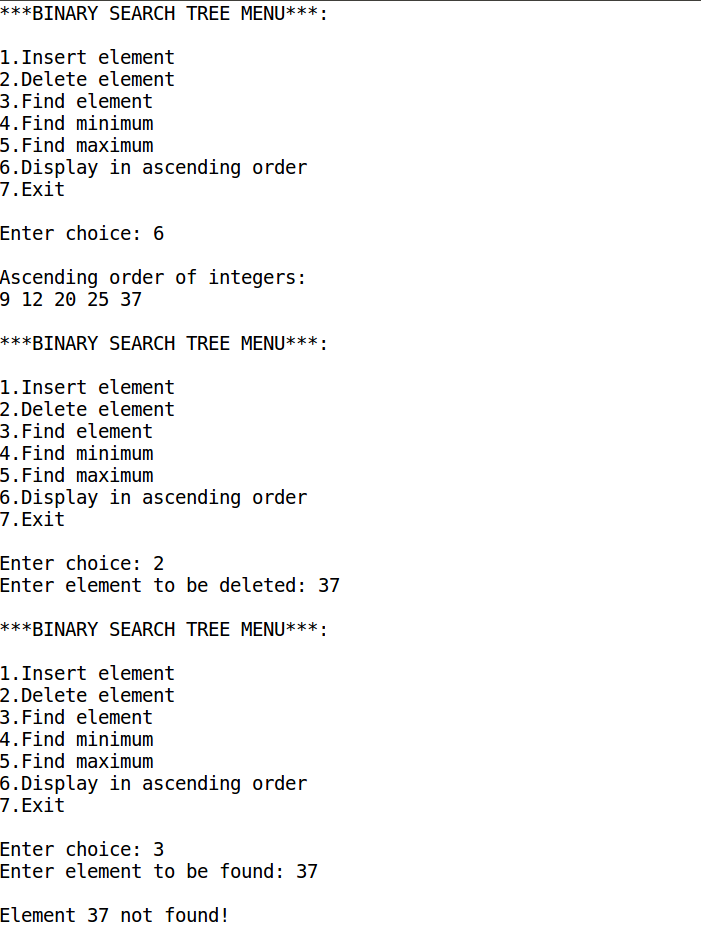 ***BINARY SEARCH TREE MENU***:
1.Insert element
2.Delete element
3.Find element
4.Find minimum
5.Find maximum
6.Display in ascending order
7.Exit
Enter choice: 6
Ascending order of integers:
9 12 20 25 37
***BINARY SEARCH TREE MENU***:
1.Insert element
2.Delete element
3.Find element
4.Find minimum
5.Find maximum
6.Display in ascending order
7.Exit
Enter choice: 2
Enter element to be deleted: 37
***BINARY SEARCH TREE MENU***:
1.Insert element
2.Delete element
3.Find element
4.Find minimum
5.Find maximum
6.Display in ascending order
7.Exit
Enter choice: 3
Enter element to be found: 37
Element 37 not found!